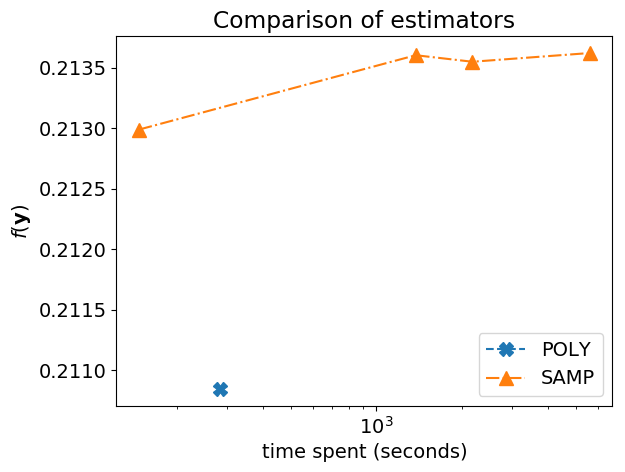 Comparison of estimators
f(y)
0.2135
0.2130
0.2125
0.2120
0.2115
0.2110
POLY
SAMP
10³
time spent (seconds)